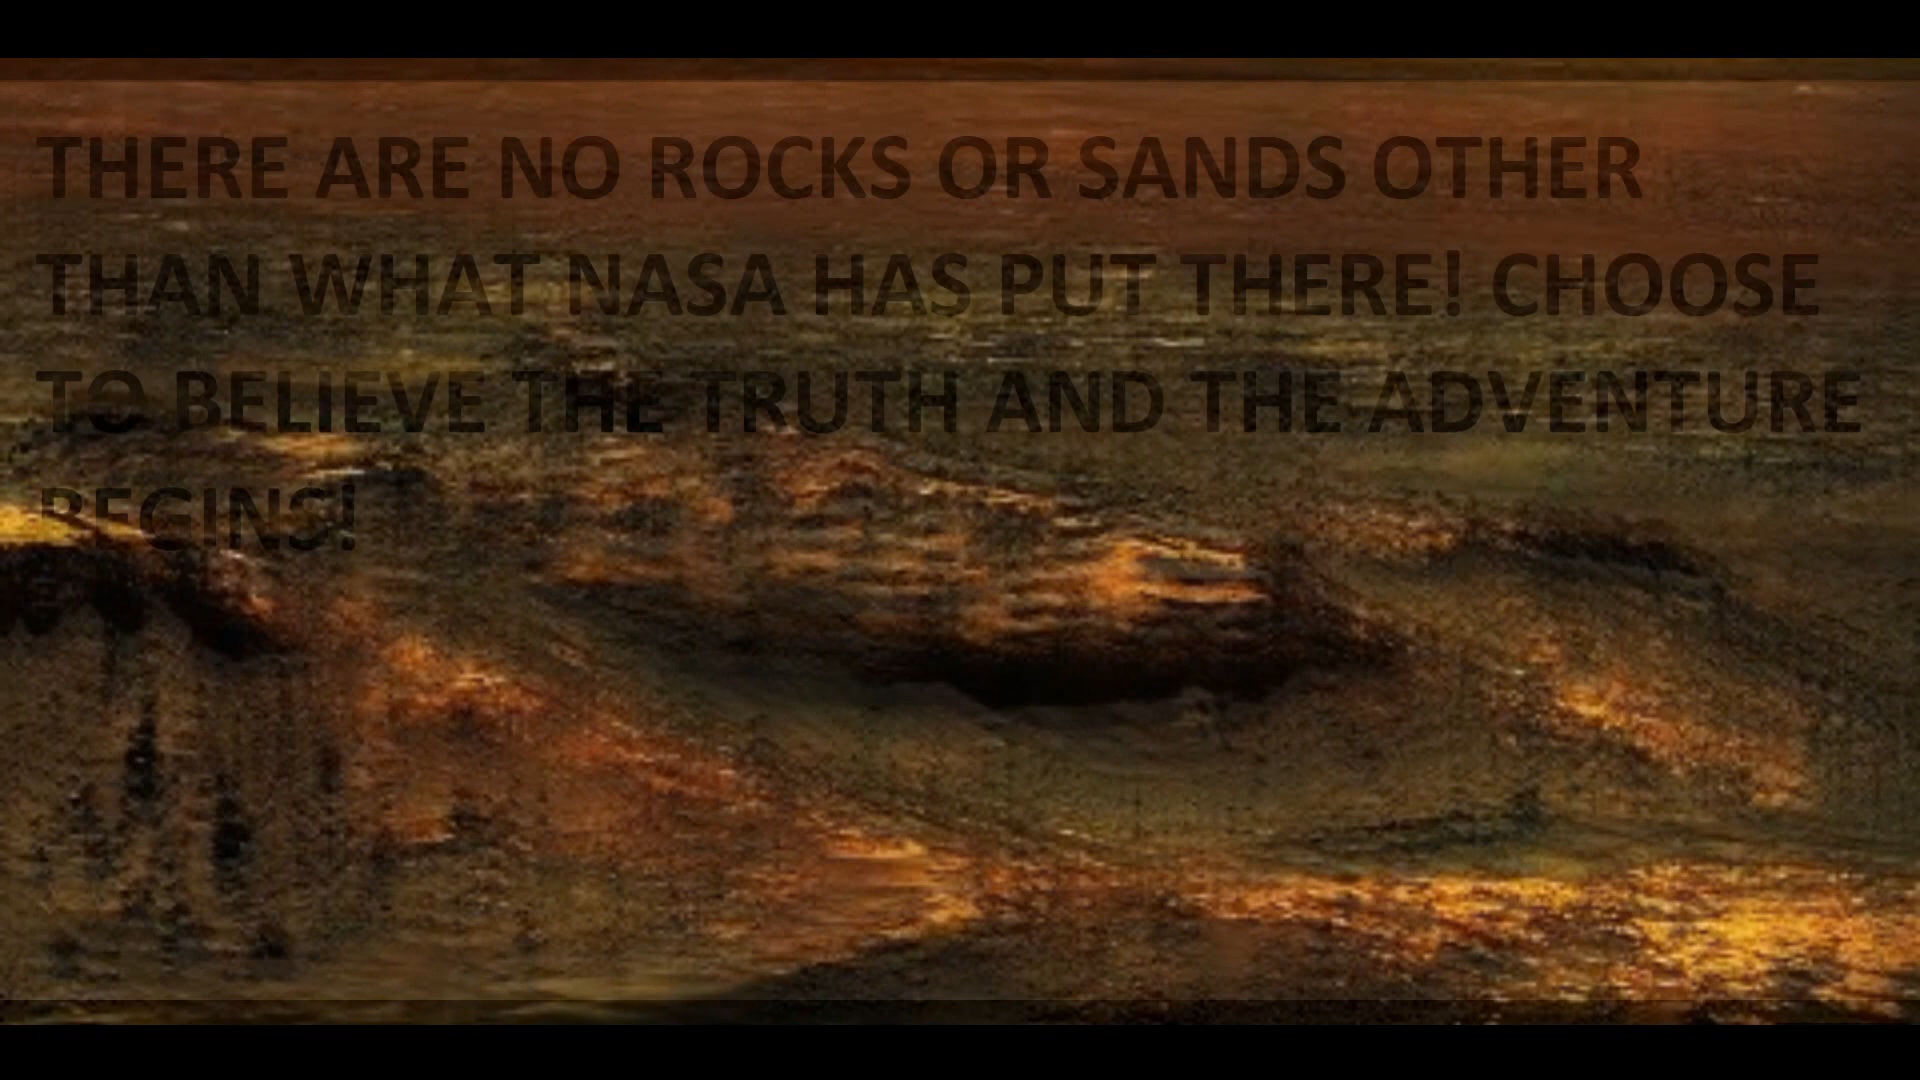 THERE ARE NO ROCKS OR SANDS OTHER
THAN WHAT NASA HAS PUT THERE! CHOOSE
TO BELIEVE THE TRUTH AND THE ADVENTURE
BEGINS!